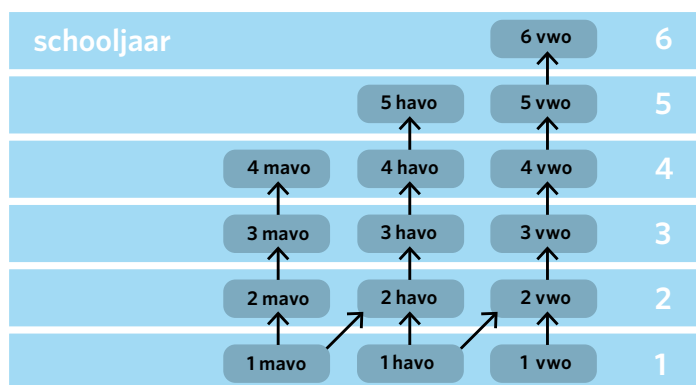 schooljaar 6 vwo 6
5 havo 5 vwo 5
4 mavo 4 havo 4 vwo 4
3 mavo 3 havo 3 vwo 3
2 mavo 2 havo 2 vwo 2
1 mavo 1 havo 1 vwo 1